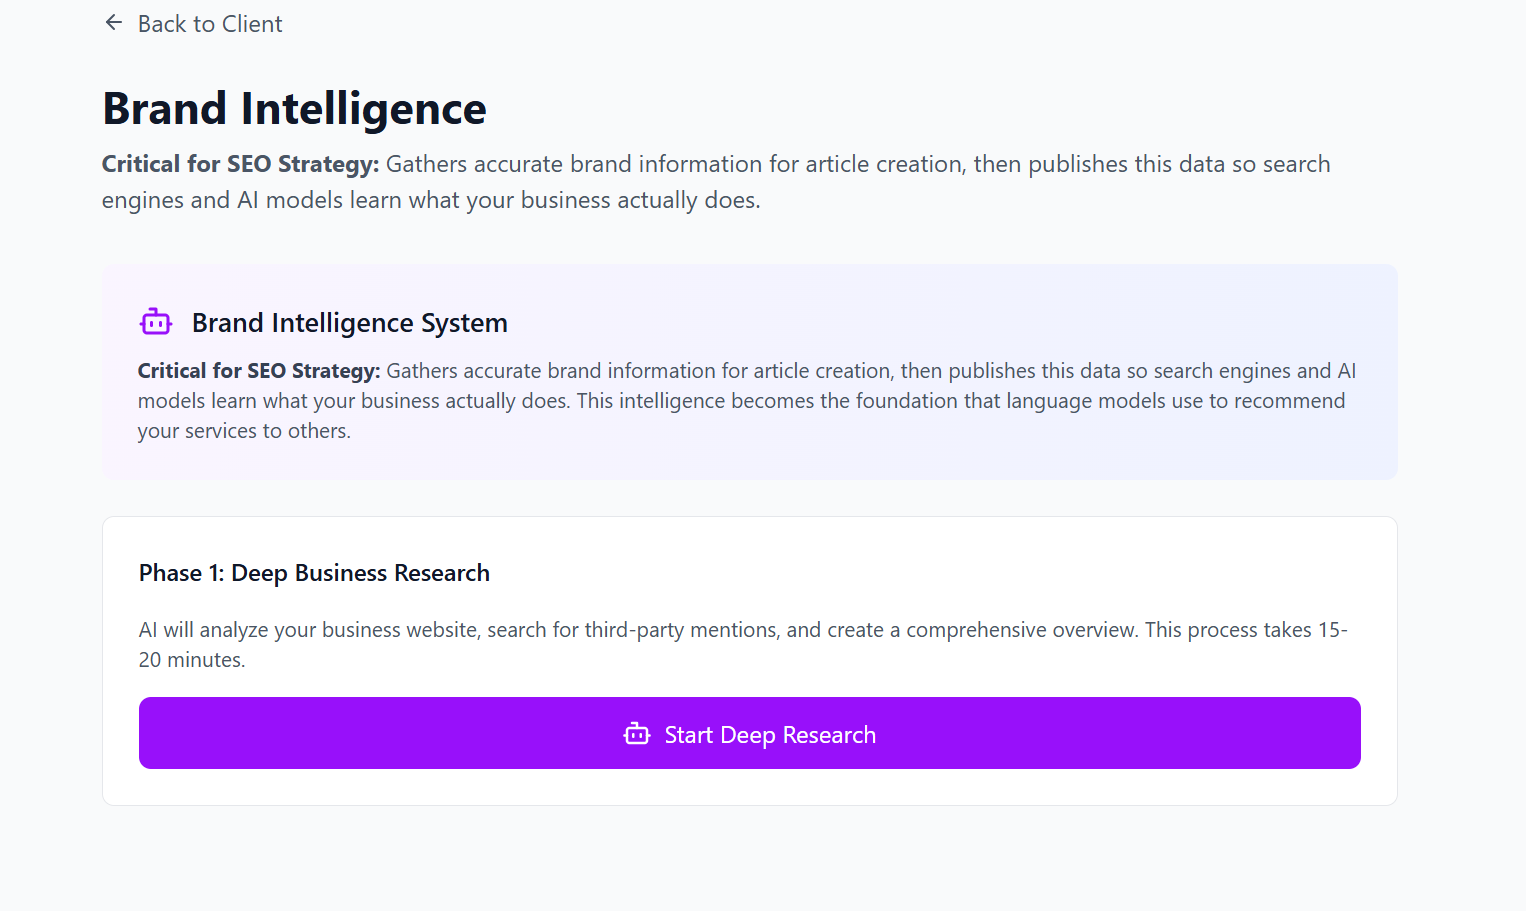 Back to Client
Brand Intelligence
Critical for SEO Strategy: Gathers accurate brand information for article creation, then publishes this data so search
engines and AI models learn what your business actually does.
Brand Intelligence System
Critical for SEO Strategy: Gathers accurate brand information for article creation, then publishes this data so search engines and AI
models learn what your business actually does. This intelligence becomes the foundation that language models use to recommend
your services to others.
Phase 1: Deep Business Research
AI will analyze your business website, search for third-party mentions, and create a comprehensive overview. This process takes 15-
20 minutes.
Start Deep Research